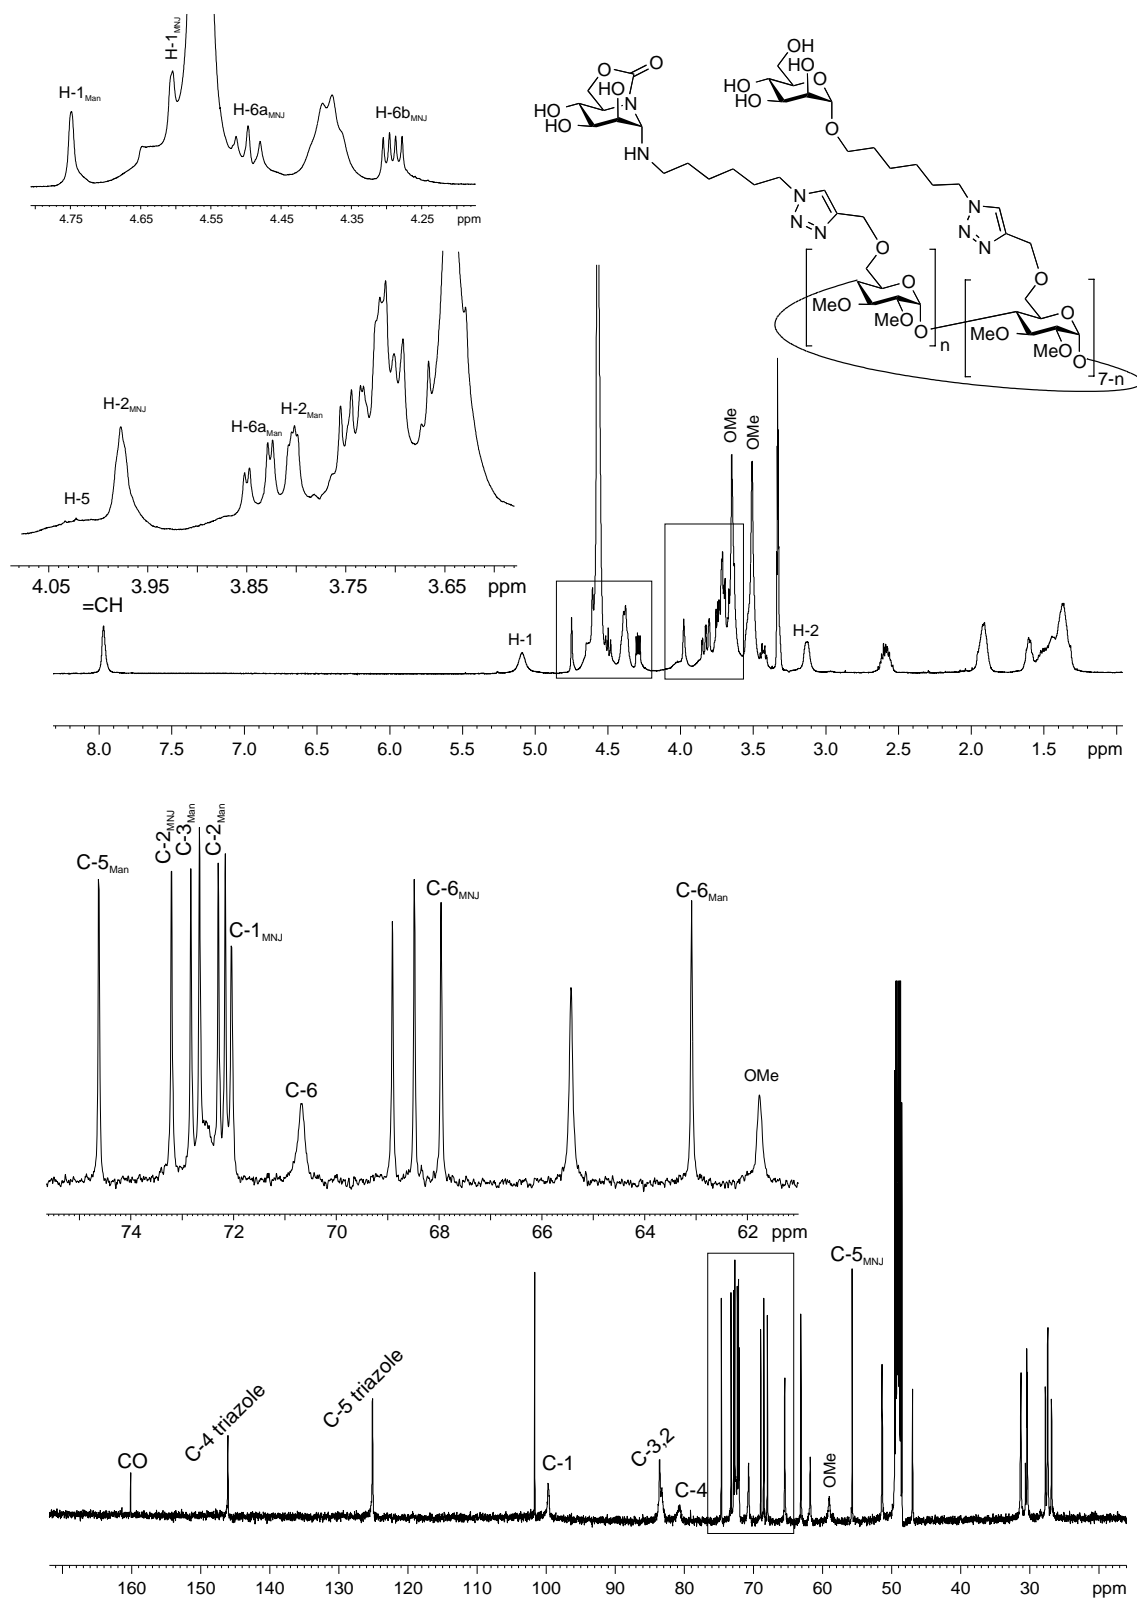 H-1Man
H-1MNJ
H-6aMNJ
H-6bMNJ
4.75 4.65 4.55 4.45 4.35 4.25 ppm
OH
HO OH
HO O
HO
O
O O
HO N
HO
HO
HN
O
N
N N
N
N N
O
O
O
MeO
MeO O
n
O
MeO
MeO O
7-n
H-5
H-2MNJ
H-6aMan
H-2Man
4.05 3.95 3.85 3.75 3.65 ppm
=CH
H-1
OMe
OMe
H-2
8.0 7.5 7.0 6.5 6.0 5.5 5.0 4.5 4.0 3.5 3.0 2.5 2.0 1.5 ppm
C-5Man
C-2MNJ
C-3Man
C-2Man
C-1MNJ
C-6
C-6MNJ
C-6Man
OMe
74 72 70 68 66 64 62 ppm
CO
C-4 triazole
C-5 triazole
C-1
C-3,2
C-4
OMe
C-5MNJ
160 150 140 130 120 110 100 90 80 70 60 50 40 30 ppm